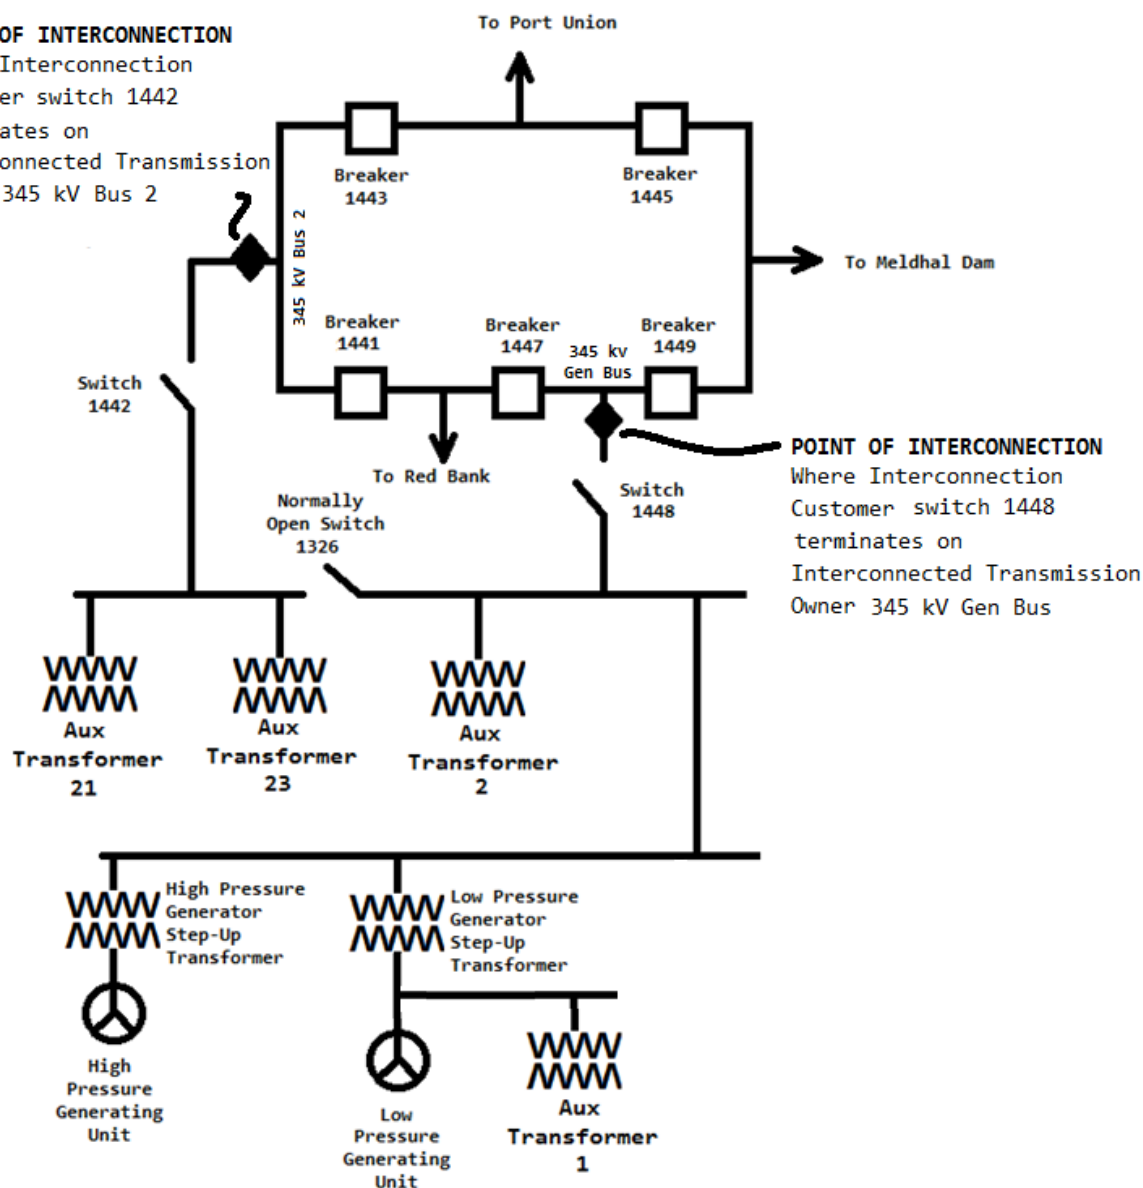 To Port Union
OF INTERCONNECTION
Interconnection
er switch 1442
ates on
onnected Transmission
345 kV Bus 2
Breaker
1443
Breaker
1445
345 kV Bus 2
To Meldhal Dam
Breaker
1441
Breaker
1447
345 kv
Gen Bus
Breaker
1449
Switch
1442
To Red Bank
Normally
Open Switch
1326
Switch
1448
POINT OF INTERCONNECTION
Where Interconnection
Customer switch 1448
terminates on
Interconnected Transmission
Owner 345 kV Gen Bus
Aux
Transformer
21
Aux
Transformer
23
Aux
Transformer
2
High Pressure
Generator
Step-Up
Transformer
Low Pressure
Generator
Step-Up
Transformer
High
Pressure
Generating
Unit
Low
Pressure
Generating
Unit
Aux
Transformer
1